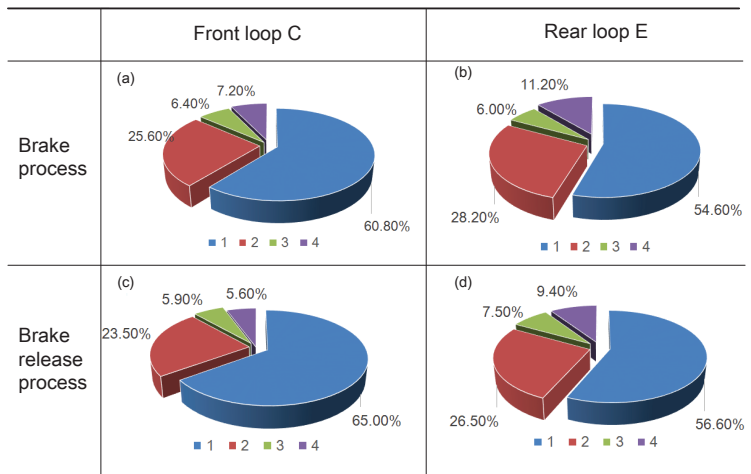 Front loop C
Rear loop E
Brake
process
(a)
7.20%
6.40%
25.60%
60.80%
1 2 3 4
(b)
11.20%
6.00%
28.20%
54.60%
1 2 3 4
Brake
release
process
(c)
5.60%
5.90%
23.50%
65.00%
1 2 3 4
(d)
9.40%
7.50%
26.50%
56.60%
1 2 3 4